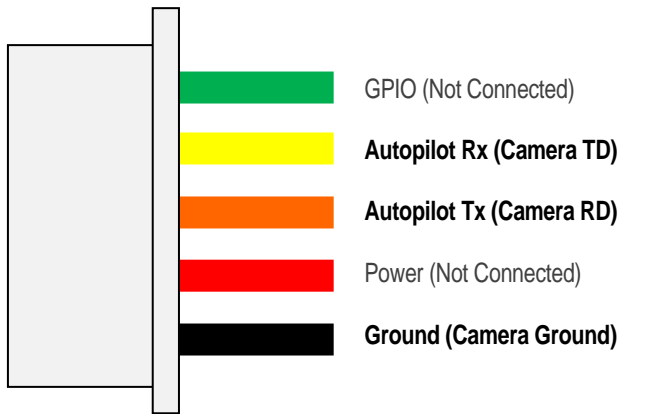 GPIO (Not Connected)
Autopilot Rx (Camera TD)
Autopilot Tx (Camera RD)
Power (Not Connected)
Ground (Camera Ground)